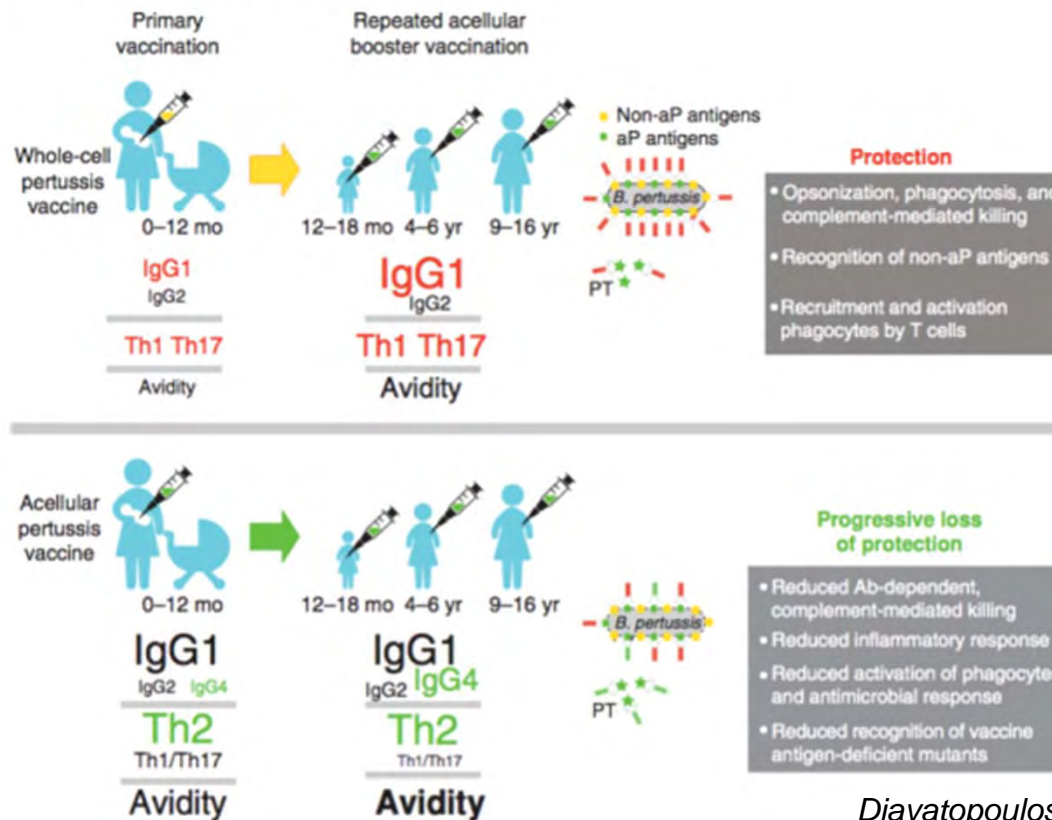 Primary
vaccination
Repeated acellular
booster vaccination
Whole-cell
pertussis
vaccine
0–12 mo
12–18 mo 4–6 yr 9–16 yr
IgG1
IgG2
Th1 Th17
Avidity
IgG1
IgG2
Th1 Th17
Avidity
Non-aP antigens
aP antigens
B. pertussis
PT
Protection
• Opsonization, phagocytosis, and
complement-mediated killing
• Recognition of non-aP antigens
• Recruitment and activation
phagocytes by T cells
Acellular
pertussis
vaccine
0–12 mo
12–18 mo 4–6 yr 9–16 yr
IgG1
IgG2 IgG4
Th2
Th1/Th17
Avidity
IgG1
IgG2 IgG4
Th2
Th1/Th17
Avidity
B. pertussis
PT
Progressive loss
of protection
• Reduced Ab-dependent,
complement-mediated killing
• Reduced inflammatory response
• Reduced activation of phagocytes
and antimicrobial response
• Reduced recognition of vaccine
antigen-deficient mutants
Diavatopoulos